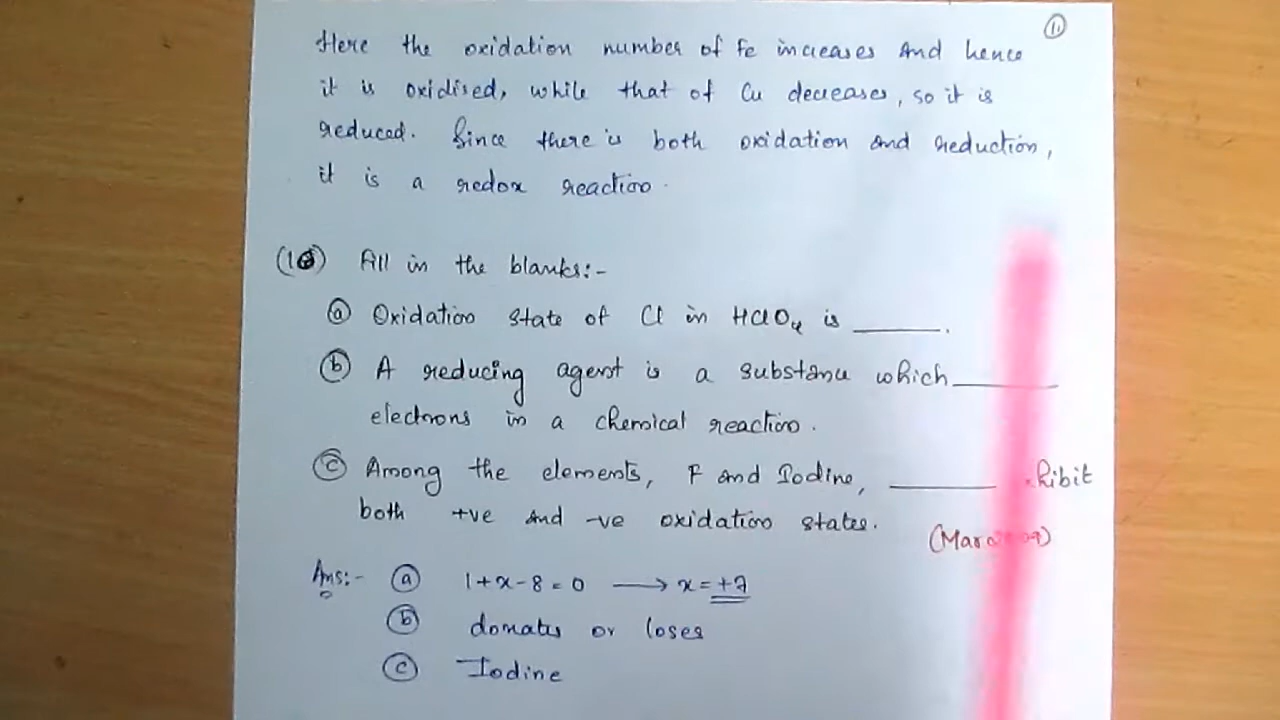 1.
Here the oxidation number of Fe increases and hence
it is oxidised, while that of Cu decreases, so it is
reduced. Since there is both oxidation and reduction,
it is a redox reaction.
(10) Fill in the blanks:-
(a) Oxidation state of Cl in HClO₄ is ______.
(b) A reducing agent is a substance which ______
electrons in a chemical reaction.
(c) Among the elements, F and Iodine, ______ hibit
both +ve and -ve oxidation states.
(Mar 09)
Ans:- (a) 1+x-8=0 ⟶ x=+7
(b) donates or loses
(c) Iodine